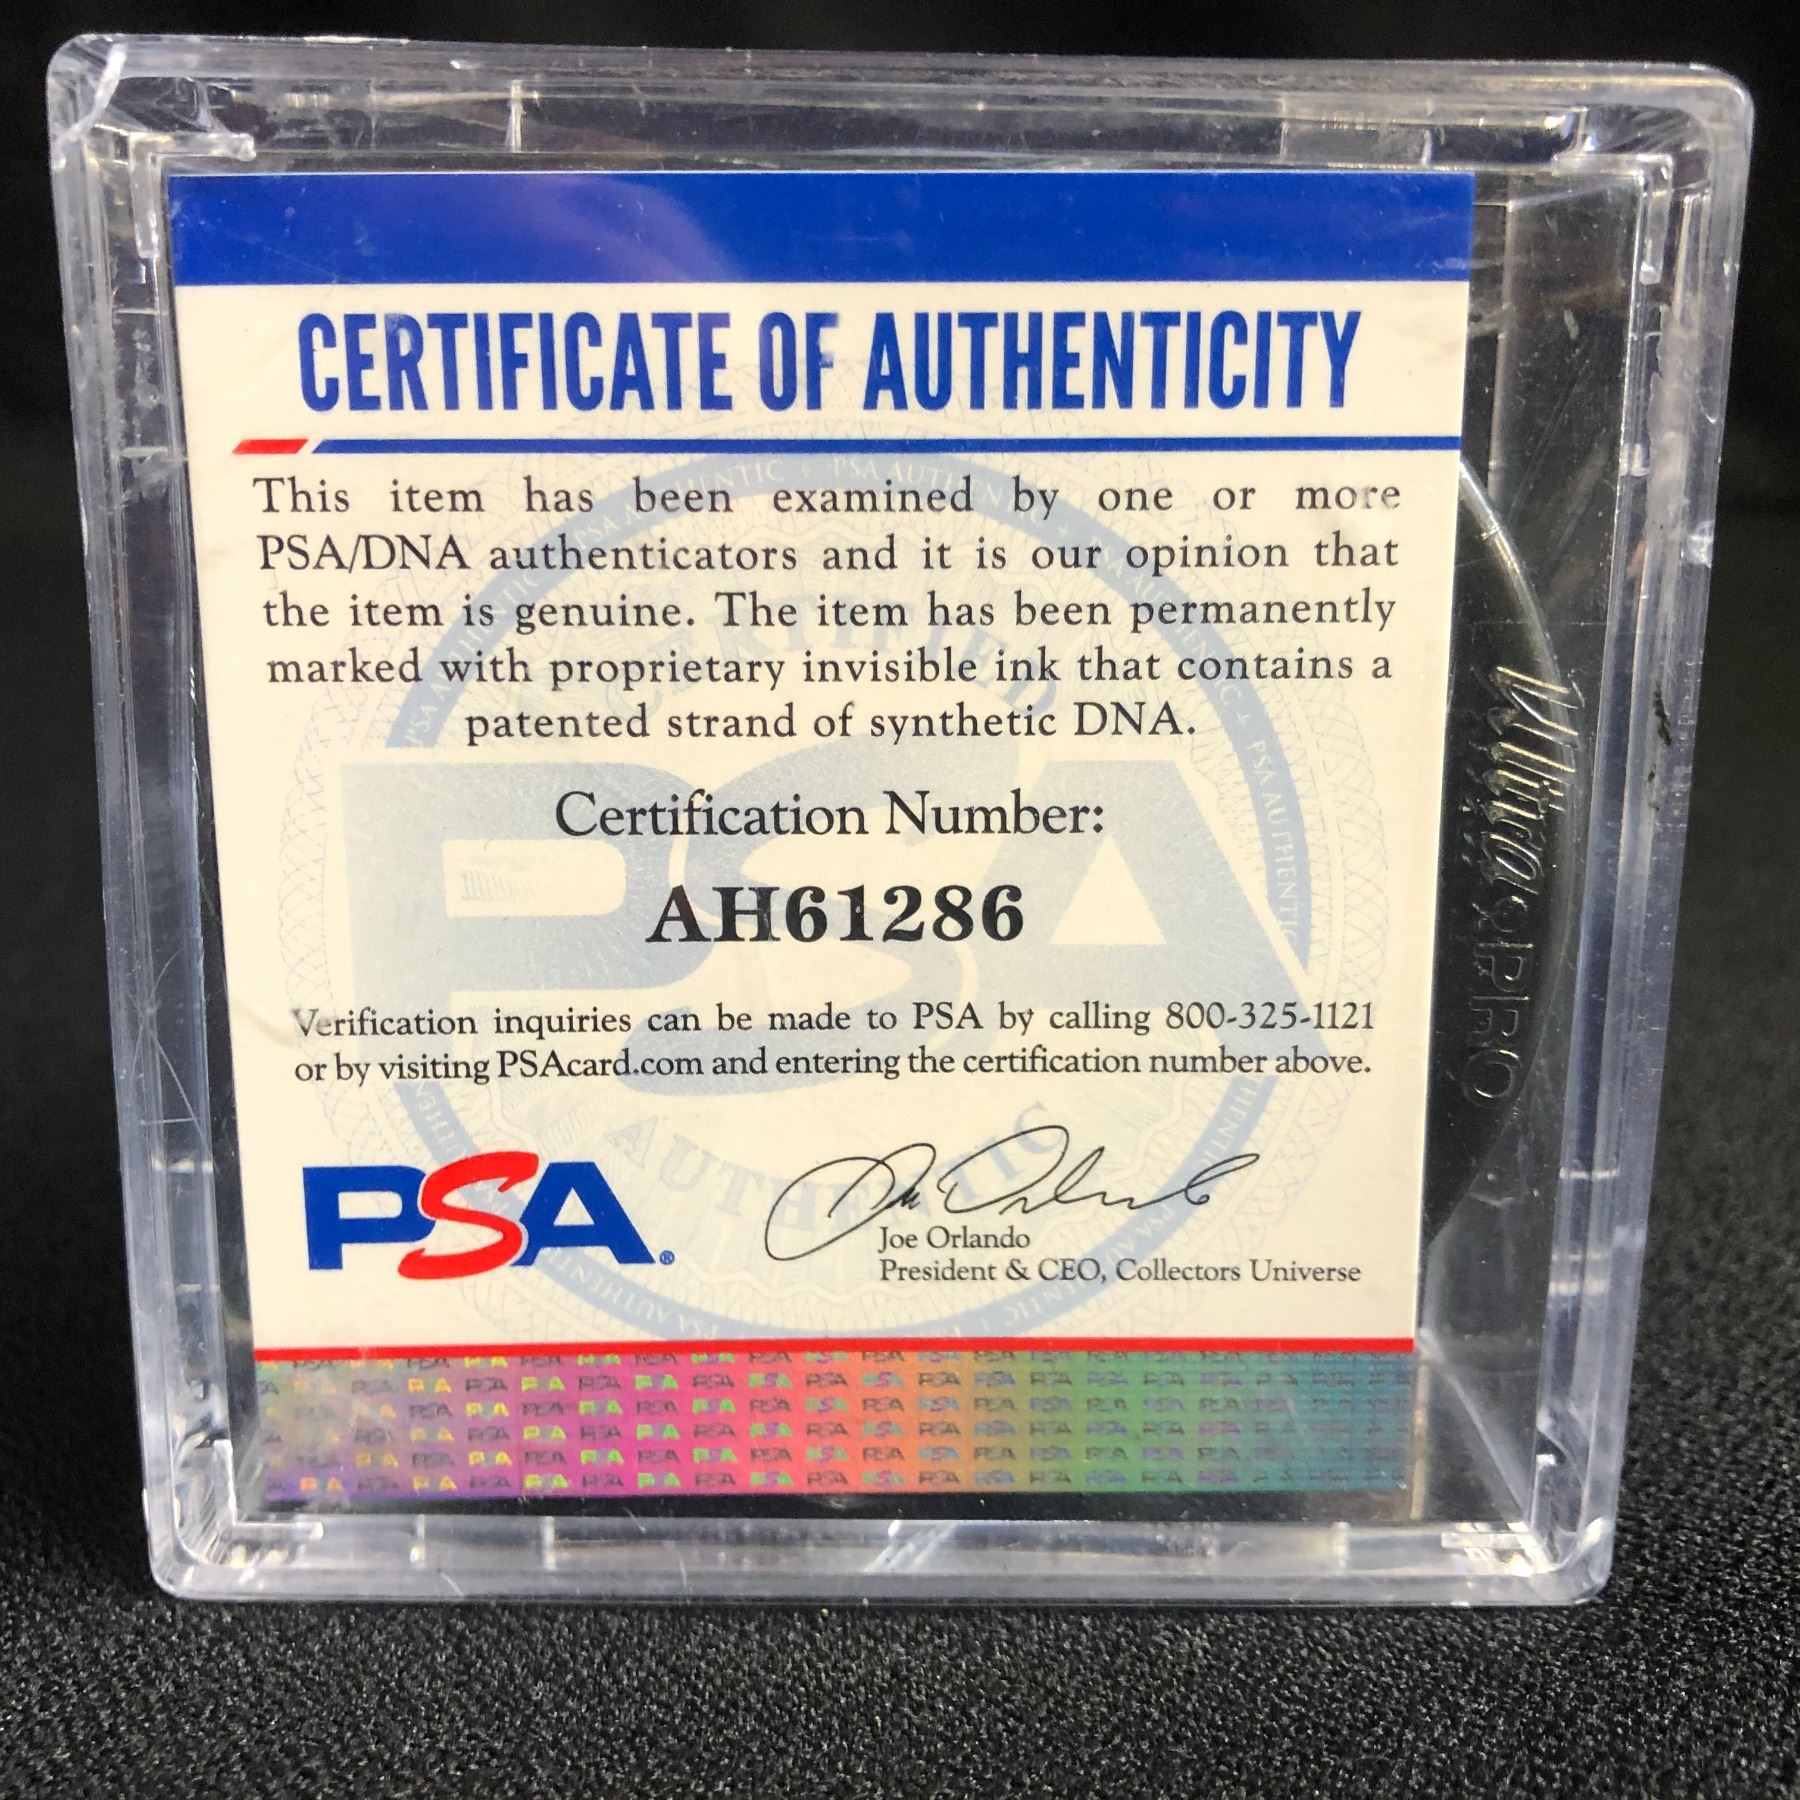 CERTIFICATE OF AUTHENTICITY
This item has been examined by one or more
PSA/DNA authenticators and it is our opinion that
the item is genuine. The item has been permanently
marked with proprietary invisible ink that contains a
patented strand of synthetic DNA.
Certification Number:
AH61286
Verification inquiries can be made to PSA by calling 800-325-1121
or by visiting PSAcard.com and entering the certification number above.
PSA®
Joe Orlando
President & CEO, Collectors Universe
Ultra PRO